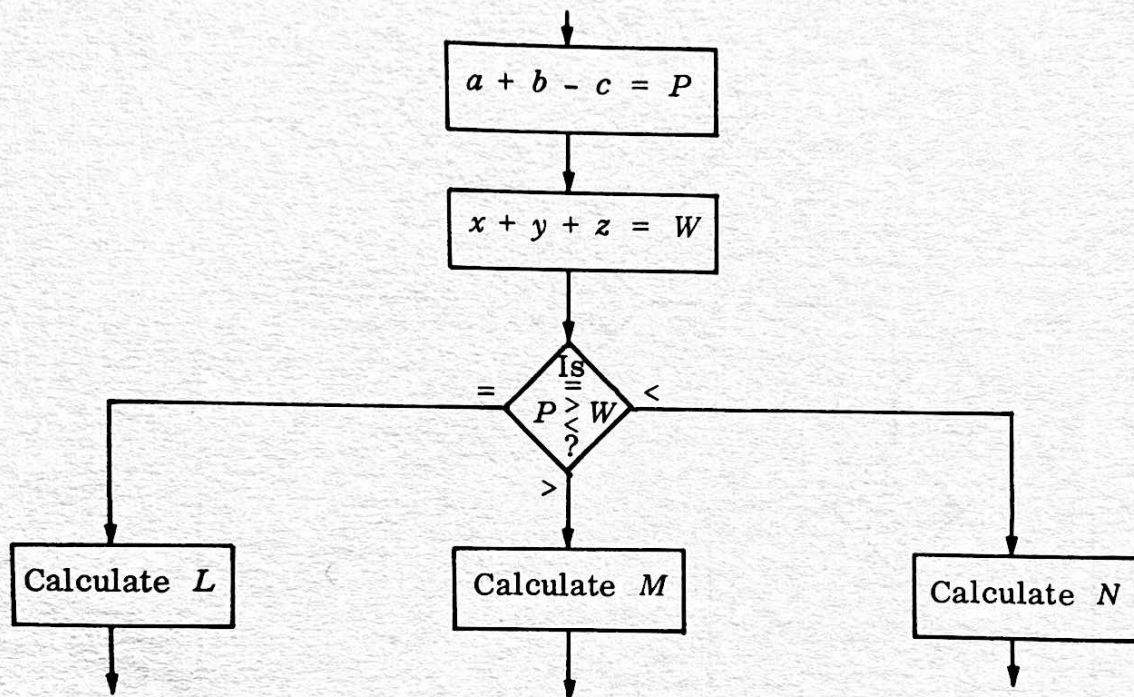 a + b - c = P
x + y + z = W
Is
=
P > W
<
?
=
<
>
Calculate L
Calculate M
Calculate N